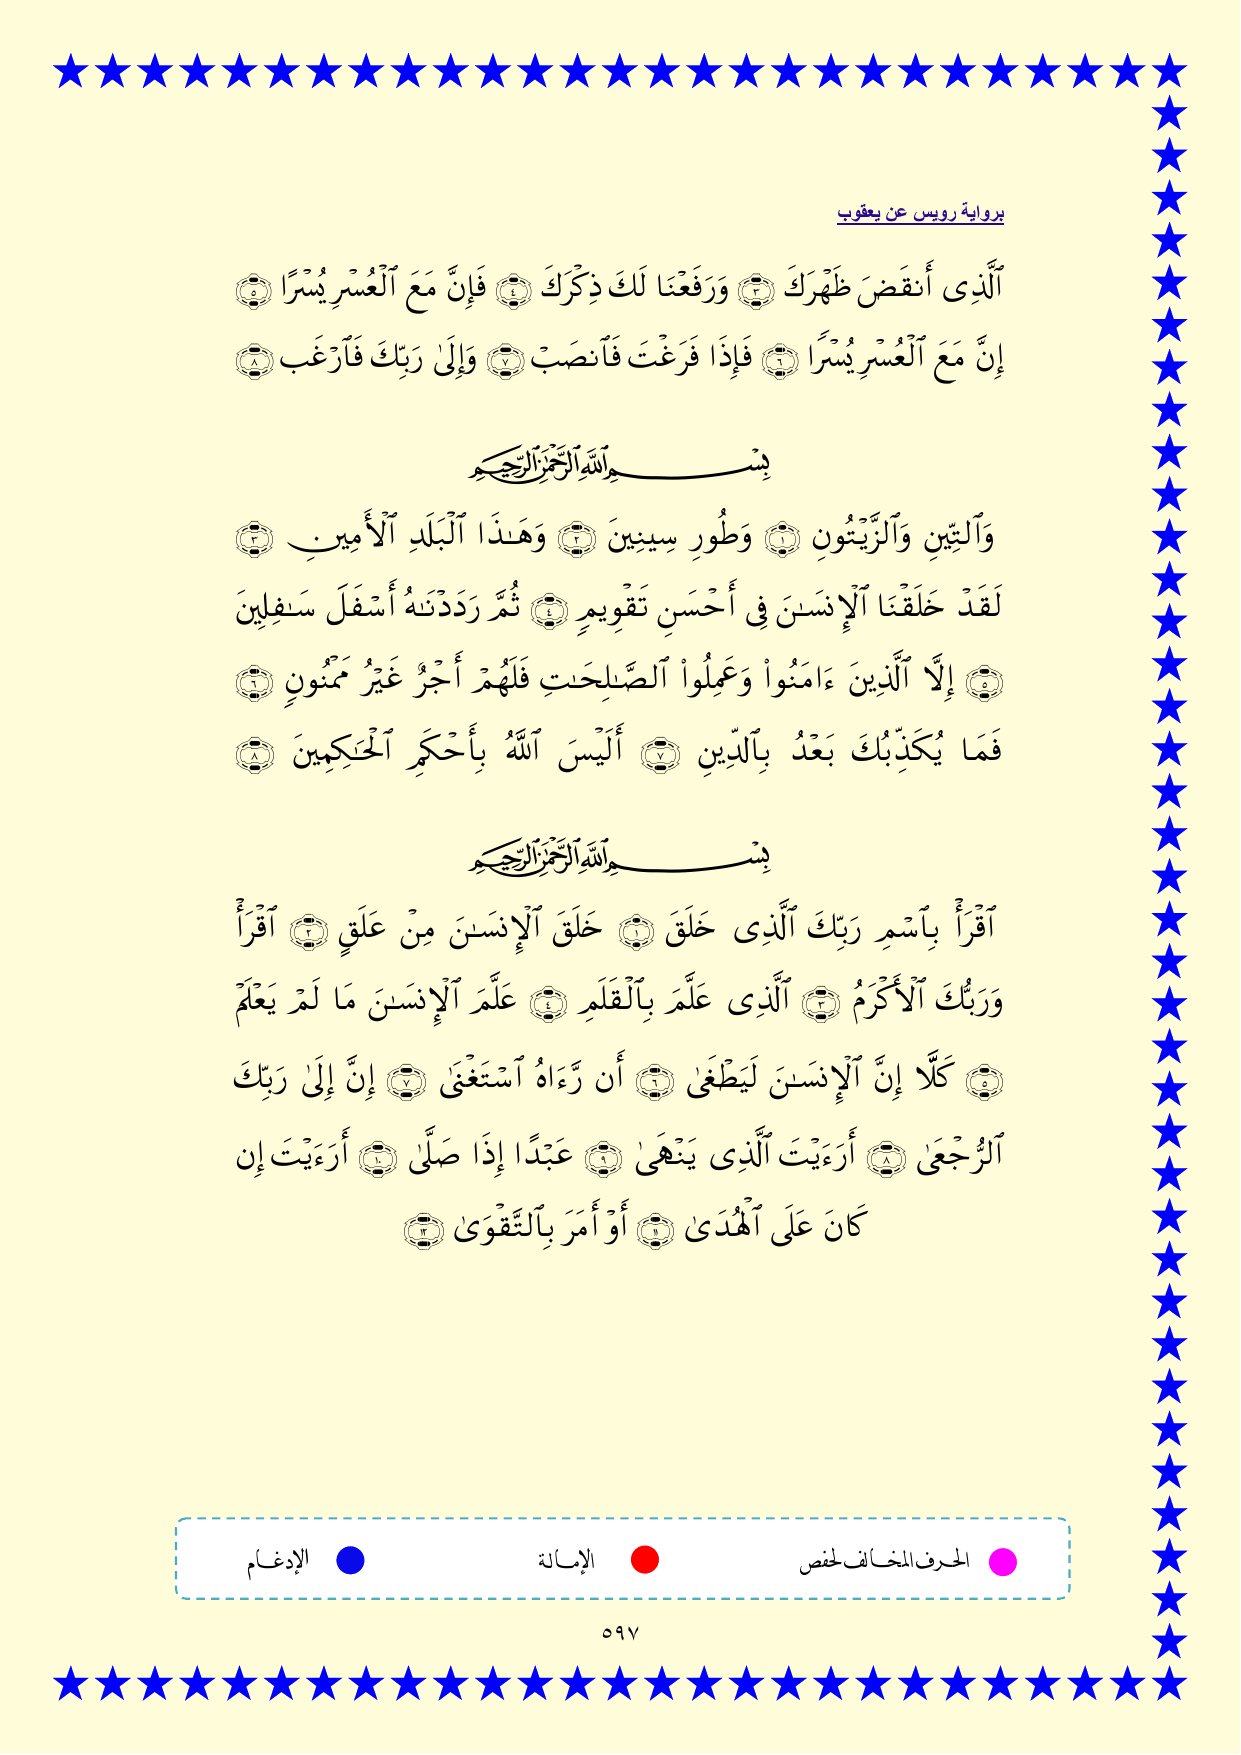 برواية رويس عن يعقوب
ٱلَّذِى أَنقَضَ ظَهْرَكَ ٣ وَرَفَعْنَا لَكَ ذِكْرَكَ ٤ فَإِنَّ مَعَ ٱلْعُسْرِ يُسْرًا ٥
إِنَّ مَعَ ٱلْعُسْرِ يُسْرًا ٦ فَإِذَا فَرَغْتَ فَٱنصَبْ ٧ وَإِلَىٰ رَبِّكَ فَٱرْغَب ٨
بِسْمِ ٱللَّهِ ٱلرَّحْمَٰنِ ٱلرَّحِيمِ
وَٱلتِّينِ وَٱلزَّيْتُونِ ١ وَطُورِ سِينِينَ ٢ وَهَـٰذَا ٱلْبَلَدِ ٱلْأَمِينِ ٣
لَقَدْ خَلَقْنَا ٱلْإِنسَـٰنَ فِى أَحْسَنِ تَقْوِيمٍ ٤ ثُمَّ رَدَدْنَـٰهُ أَسْفَلَ سَـٰفِلِينَ
٥ إِلَّا ٱلَّذِينَ ءَامَنُوا۟ وَعَمِلُوا۟ ٱلصَّـٰلِحَـٰتِ فَلَهُمْ أَجْرٌ غَيْرُ مَمْنُونٍ ٦
فَمَا يُكَذِّبُكَ بَعْدُ بِٱلدِّينِ ٧ أَلَيْسَ ٱللَّهُ بِأَحْكَمِ ٱلْحَـٰكِمِينَ ٨
بِسْمِ ٱللَّهِ ٱلرَّحْمَٰنِ ٱلرَّحِيمِ
ٱقْرَأْ بِٱسْمِ رَبِّكَ ٱلَّذِى خَلَقَ ١ خَلَقَ ٱلْإِنسَـٰنَ مِنْ عَلَقٍ ٢ ٱقْرَأْ
وَرَبُّكَ ٱلْأَكْرَمُ ٣ ٱلَّذِى عَلَّمَ بِٱلْقَلَمِ ٤ عَلَّمَ ٱلْإِنسَـٰنَ مَا لَمْ يَعْلَمْ
٥ كَلَّا إِنَّ ٱلْإِنسَـٰنَ لَيَطْغَىٰ ٦ أَن رَّءَاهُ ٱسْتَغْنَىٰ ٧ إِنَّ إِلَىٰ رَبِّكَ
ٱلرُّجْعَىٰ ٨ أَرَءَيْتَ ٱلَّذِى يَنْهَىٰ ٩ عَبْدًا إِذَا صَلَّىٰ ١٠ أَرَءَيْتَ إِن
كَانَ عَلَى ٱلْهُدَىٰ ١١ أَوْ أَمَرَ بِٱلتَّقْوَىٰ ١٢
الحرف المخالف لحفص الإمالة الإدغام
٥٩٧